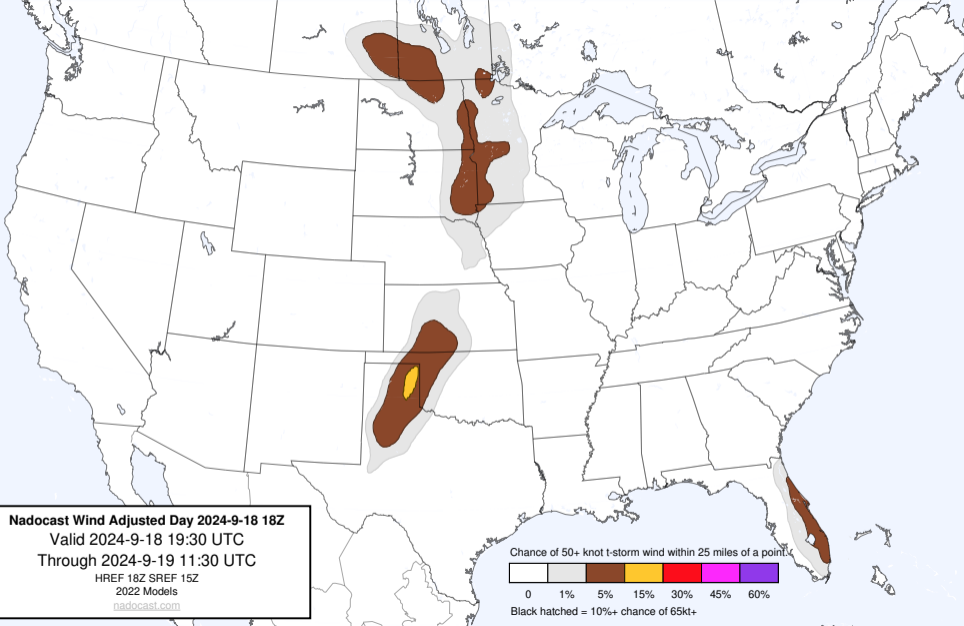 Nadocast Wind Adjusted Day 2024-9-18 18Z
Valid 2024-9-18 19:30 UTC
Through 2024-9-19 11:30 UTC
HREF 18Z SREF 15Z
2022 Models
nadocast.com
Chance of 50+ knot t-storm wind within 25 miles of a point.
0 1% 5% 15% 30% 45% 60%
Black hatched = 10%+ chance of 65kt+